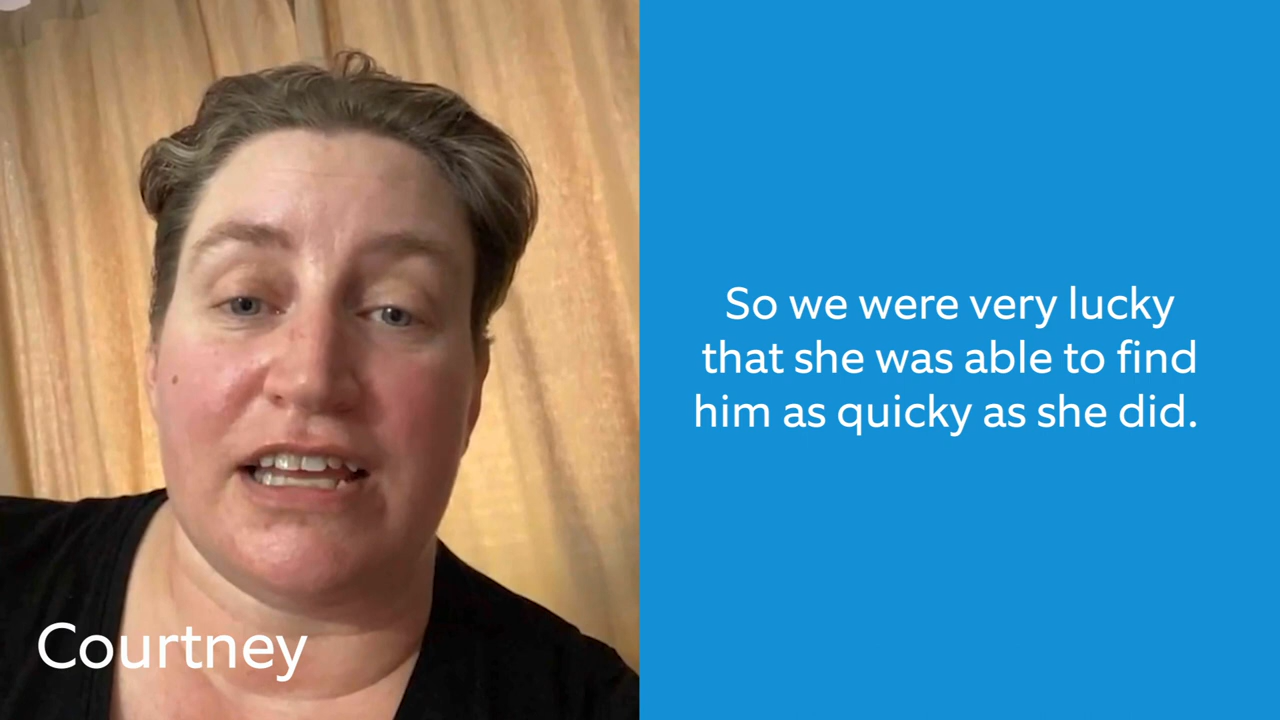 So we were very lucky
that she was able to find
him as quicky as she did.
Courtney